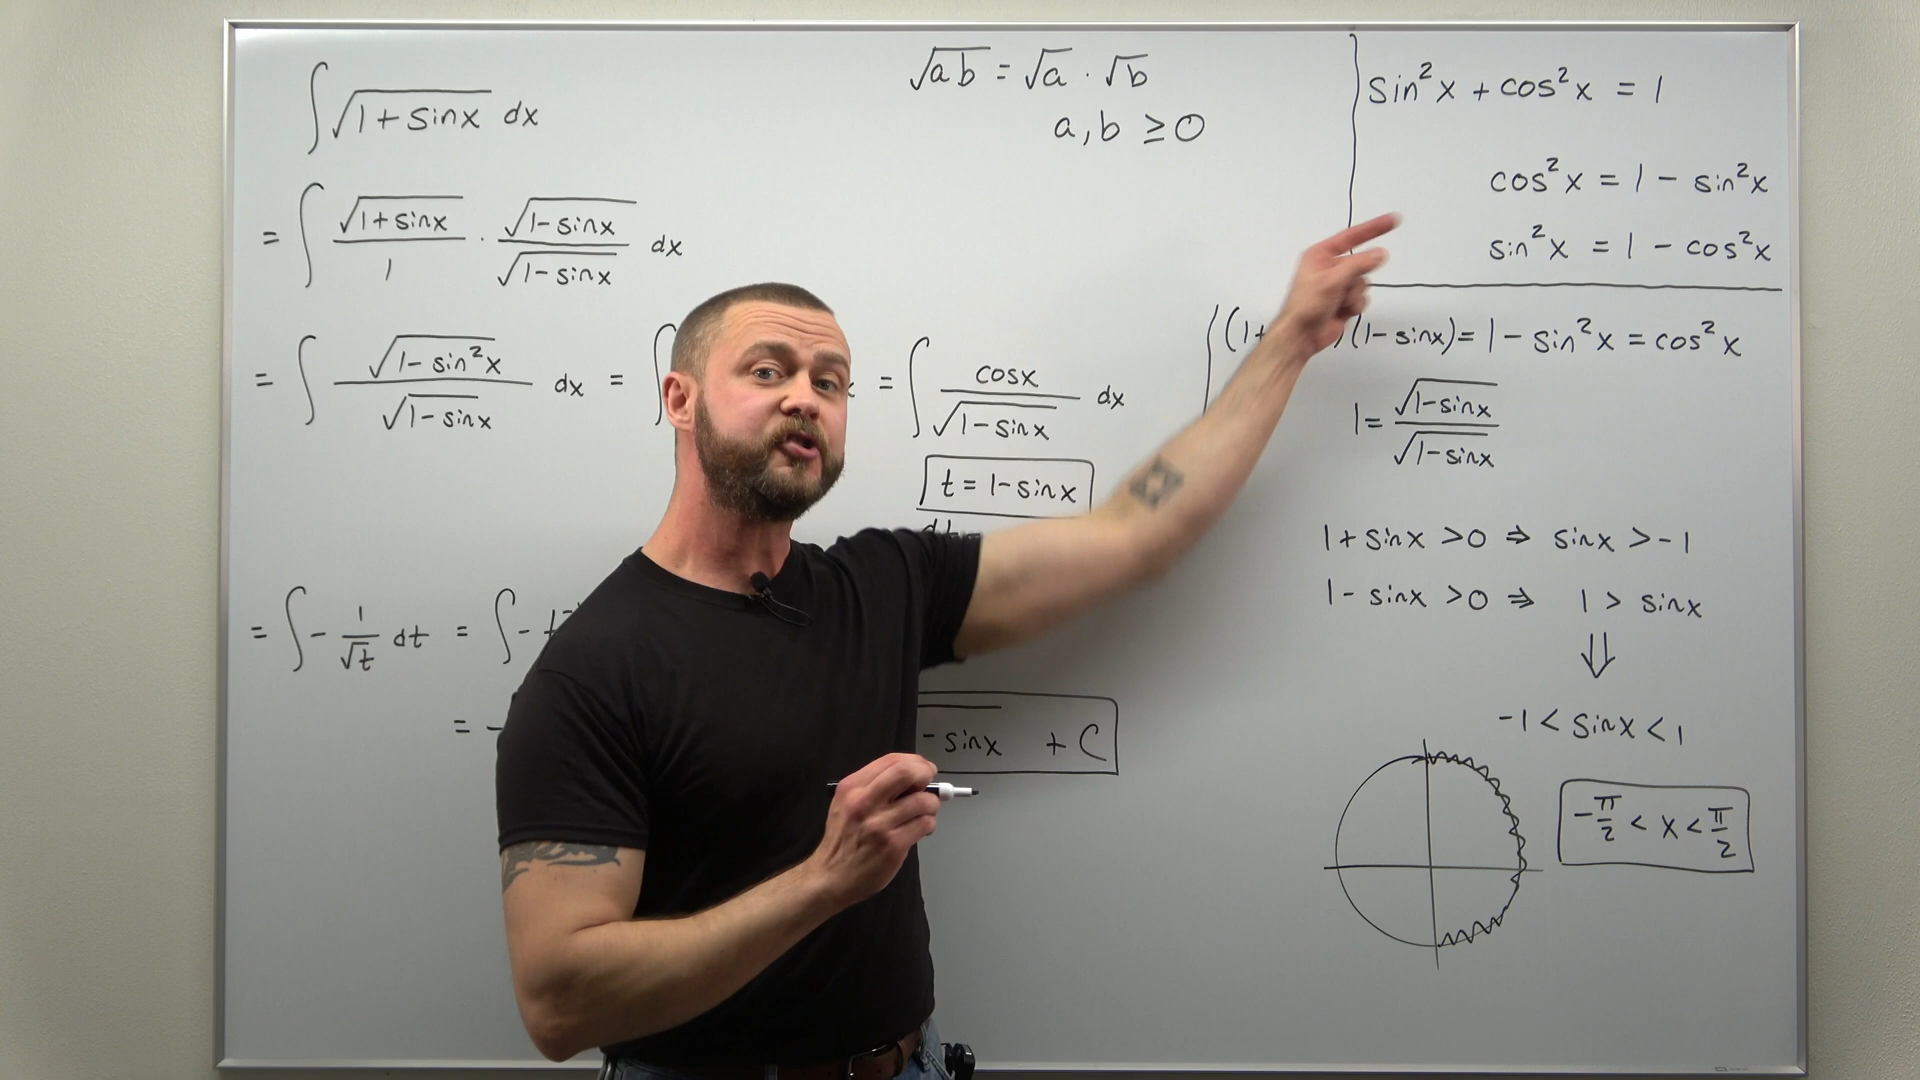 ∫ √(1+sinx) dx
= ∫ √(1+sinx)/1 · √(1-sinx)/√(1-sinx) dx
= ∫ √(1-sin²x)/√(1-sinx) dx = ∫ = ∫ cosx/√(1-sinx) dx
t = 1-sinx
= ∫ - 1/√t dt = ∫ - t
= - -sinx + C
√(ab) = √a · √b
a, b ≥ 0
sin²x + cos²x = 1
cos²x = 1 - sin²x
sin²x = 1 - cos²x
(1+ )(1-sinx) = 1 - sin²x = cos²x
1 = √(1-sinx)/√(1-sinx)
1 + sinx > 0 ⇒ sinx > -1
1 - sinx > 0 ⇒ 1 > sinx
⇓
-1 < sinx < 1
-π/2 < x < π/2